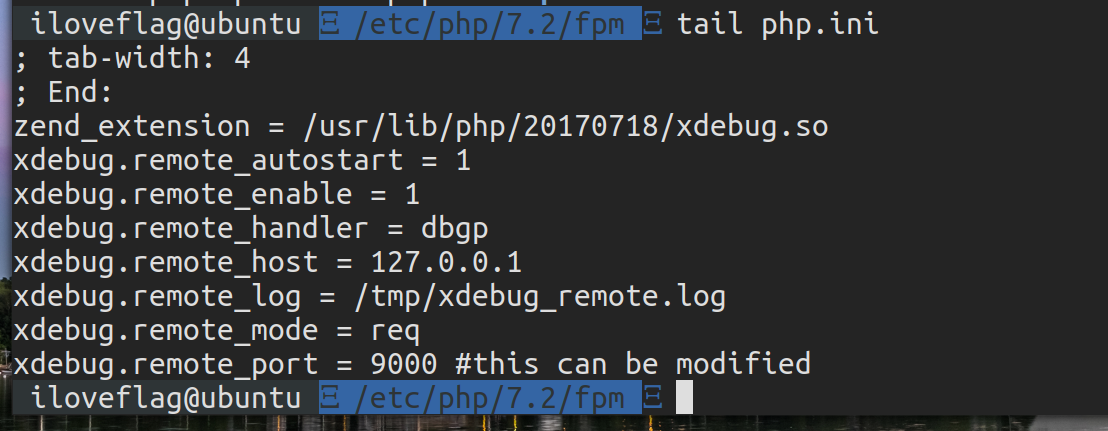 iloveflag@ubuntu Ξ /etc/php/7.2/fpm Ξ tail php.ini
; tab-width: 4
; End:
zend_extension = /usr/lib/php/20170718/xdebug.so
xdebug.remote_autostart = 1
xdebug.remote_enable = 1
xdebug.remote_handler = dbgp
xdebug.remote_host = 127.0.0.1
xdebug.remote_log = /tmp/xdebug_remote.log
xdebug.remote_mode = req
xdebug.remote_port = 9000 #this can be modified
iloveflag@ubuntu Ξ /etc/php/7.2/fpm Ξ